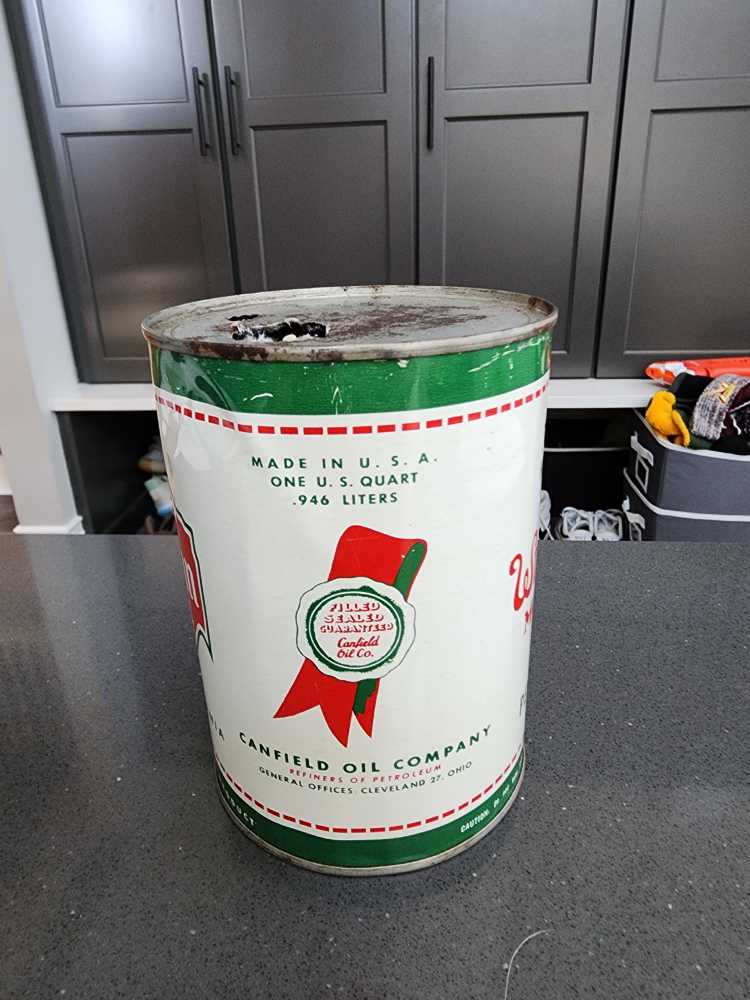 MADE IN U. S. A.
ONE U. S. QUART
.946 LITERS
FILLED
SEALED
GUARANTEED
Canfield
Oil Co.
CANFIELD OIL COMPANY
REFINERS OF PETROLEUM
GENERAL OFFICES: CLEVELAND 27, OHIO
CAUTION: